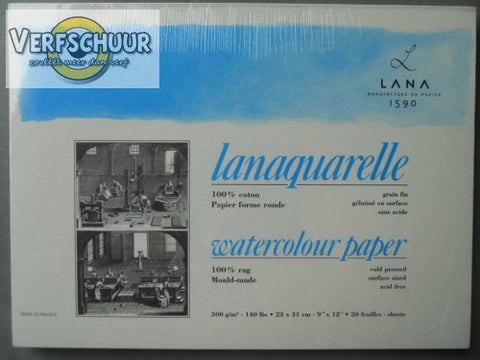 VERFSCHUUR
zoveel meer dan verf
L
LANA
MANUFACTURE DE PAPIER
1590
lanaquarelle
100% coton
Papier forme ronde
grain fin
gélatiné en surface
sans acide
watercolour paper
100% rag
Mould-made
cold pressed
surface sized
acid free
300 g/m² - 140 lbs • 23 x 31 cm - 9" x 12" • 20 feuilles - sheets
MADE IN FRANCE